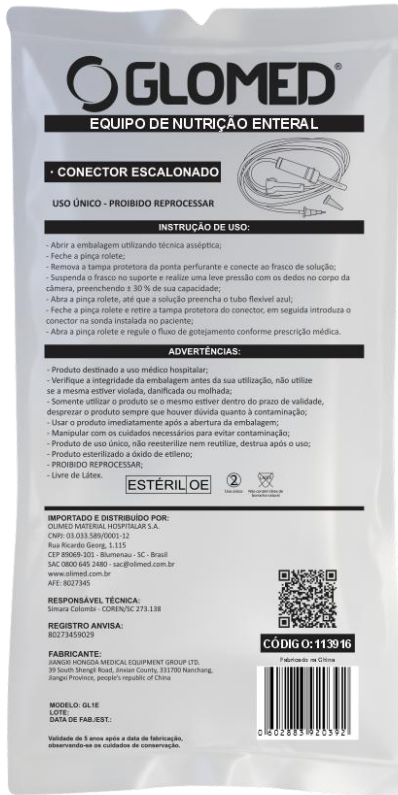 GLOMED®
EQUIPO DE NUTRIÇÃO ENTERAL
· CONECTOR ESCALONADO
USO ÚNICO - PROIBIDO REPROCESSAR
INSTRUÇÃO DE USO:
- Abrir a embalagem utilizando técnica asséptica;
- Feche a pinça rolete;
- Remova a tampa protetora da ponta perfurante e conecte ao frasco de solução;
- Suspenda o frasco no suporte e realize uma leve pressão com os dedos no corpo da
câmera, preenchendo ± 30 % de sua capacidade;
- Abra a pinça rolete, até que a solução preencha o tubo flexível azul;
- Feche a pinça rolete e retire a tampa protetora do conector, em seguida introduza o
conector na sonda instalada no paciente;
- Abra a pinça rolete e regule o fluxo de gotejamento conforme prescrição médica.
ADVERTÊNCIAS:
- Produto destinado a uso médico hospitalar;
- Verifique a integridade da embalagem antes da sua utilização, não utilize
se a mesma estiver violada, danificada ou molhada;
- Somente utilizar o produto se o mesmo estiver dentro do prazo de validade,
desprezar o produto sempre que houver dúvida quanto à contaminação;
- Usar o produto imediatamente após a abertura da embalagem;
- Manipular com os cuidados necessários para evitar contaminação;
- Produto de uso único, não reesterilize nem reutilize, destrua após o uso;
- Produto esterilizado a óxido de etileno;
- PROIBIDO REPROCESSAR;
- Livre de Látex.
ESTÉRIL OE
2
Uso único
IMPORTADO E DISTRIBUÍDO POR:
OLIMED MATERIAL HOSPITALAR S.A.
CNPJ: 03.033.589/0001-12
Rua Ricardo Georg, 1.115
CEP 89069-101 - Blumenau - SC - Brasil
SAC 0800 645 2480 - sac@olimed.com.br
www.olimed.com.br
AFE: 8027345
RESPONSÁVEL TÉCNICA:
Simara Colombi - COREN/SC 273.138
REGISTRO ANVISA:
80273459029
FABRICANTE:
JIANGXI HONGDA MEDICAL EQUIPMENT GROUP LTD.
39 South Shengli Road, Jinxian County, 331700 Nanchang,
Jiangxi Province, people's republic of China
MODELO: GL1E
LOTE:
DATA DE FAB./EST.:
Validade de 5 anos após a data de fabricação,
observando-se os cuidados de conservação.
CÓDIGO: 113916
Fabricado na China
0 602883 920392